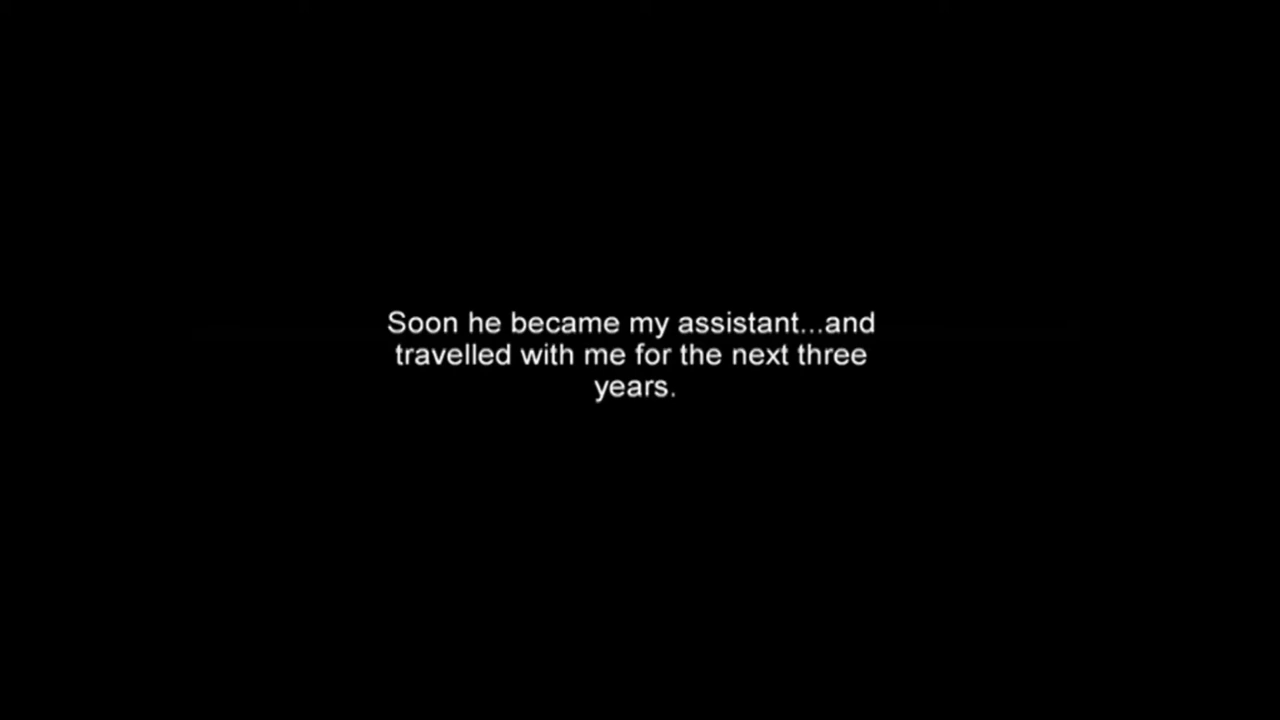 Soon he became my assistant...and
travelled with me for the next three
years.